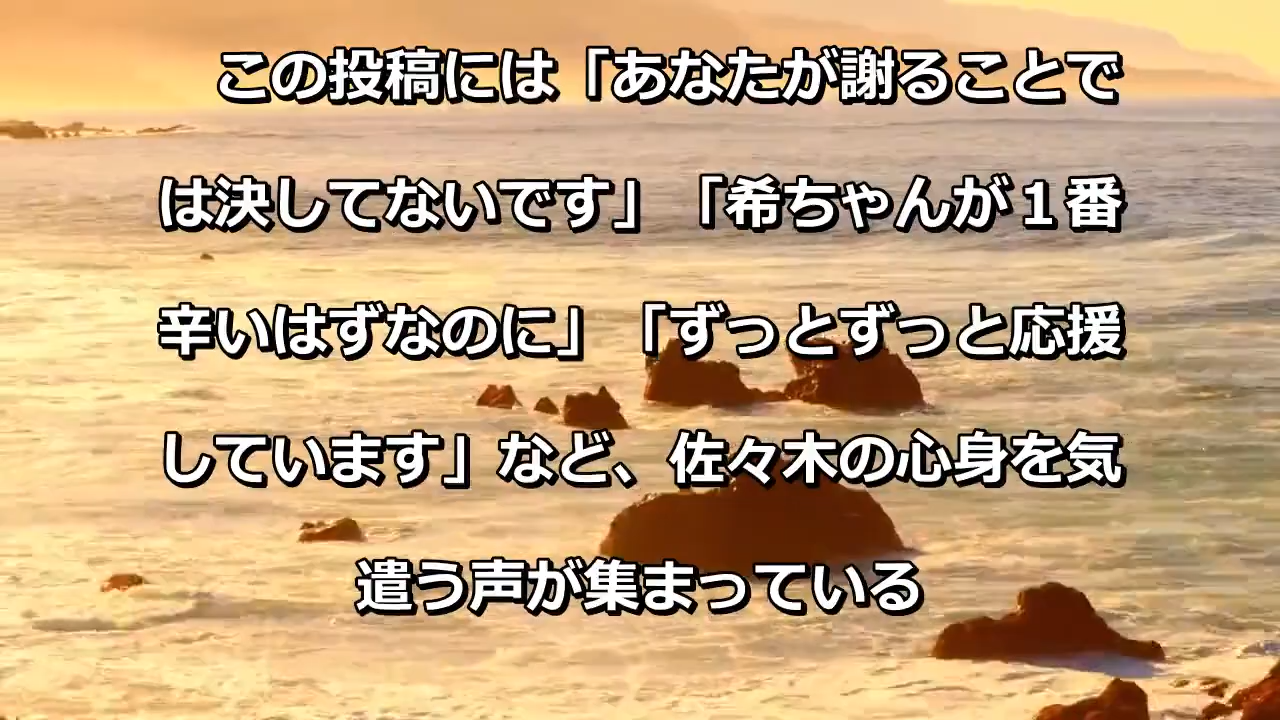 この投稿には「あなたが謝ることで
は決してないです」「希ちゃんが１番
辛いはずなのに」「ずっとずっと応援
しています」など、佐々木の心身を気
遣う声が集まっている